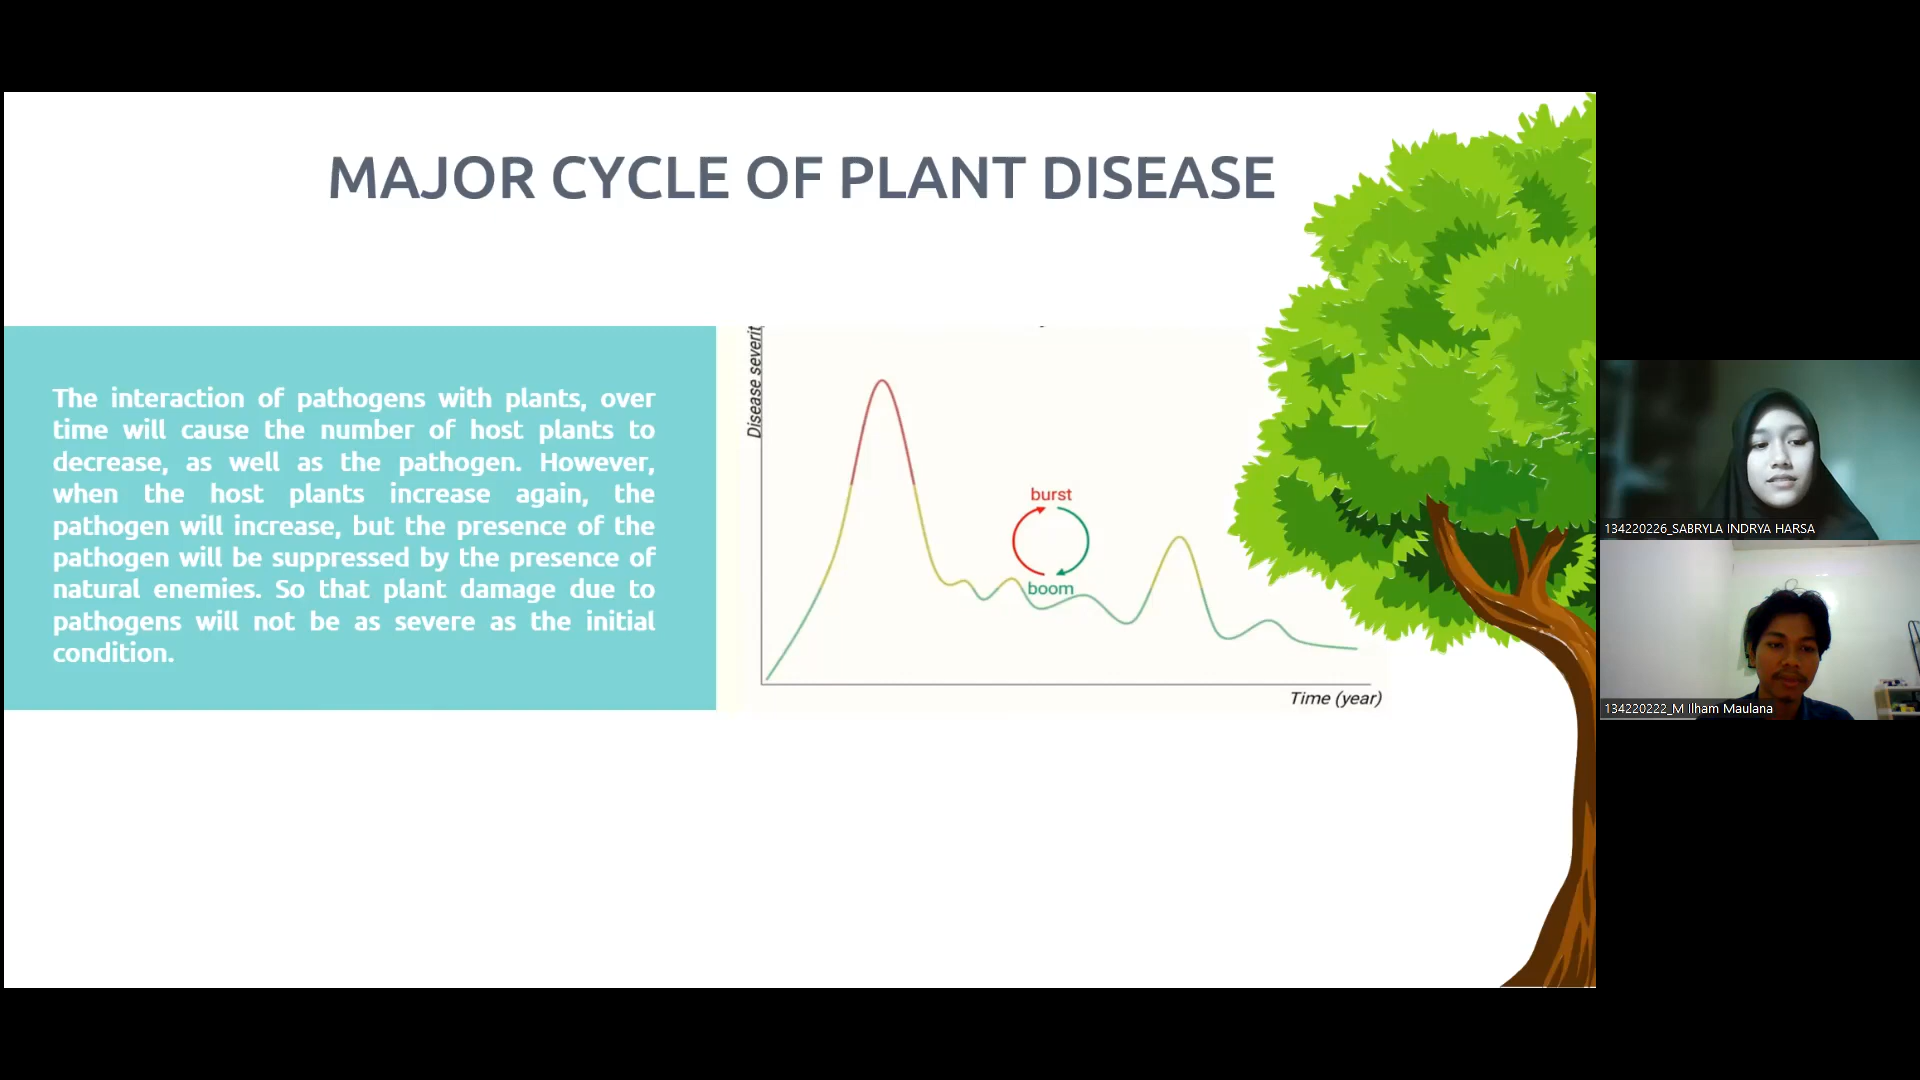 MAJOR CYCLE OF PLANT DISEASE
The interaction of pathogens with plants, over
time will cause the number of host plants to
decrease, as well as the pathogen. However,
when the host plants increase again, the
pathogen will increase, but the presence of the
pathogen will be suppressed by the presence of
natural enemies. So that plant damage due to
pathogens will not be as severe as the initial
condition.
Disease severit
burst
boom
Time (year)
134220226_SABRYLA INDRYA HARSA
134220222_M Ilham Maulana